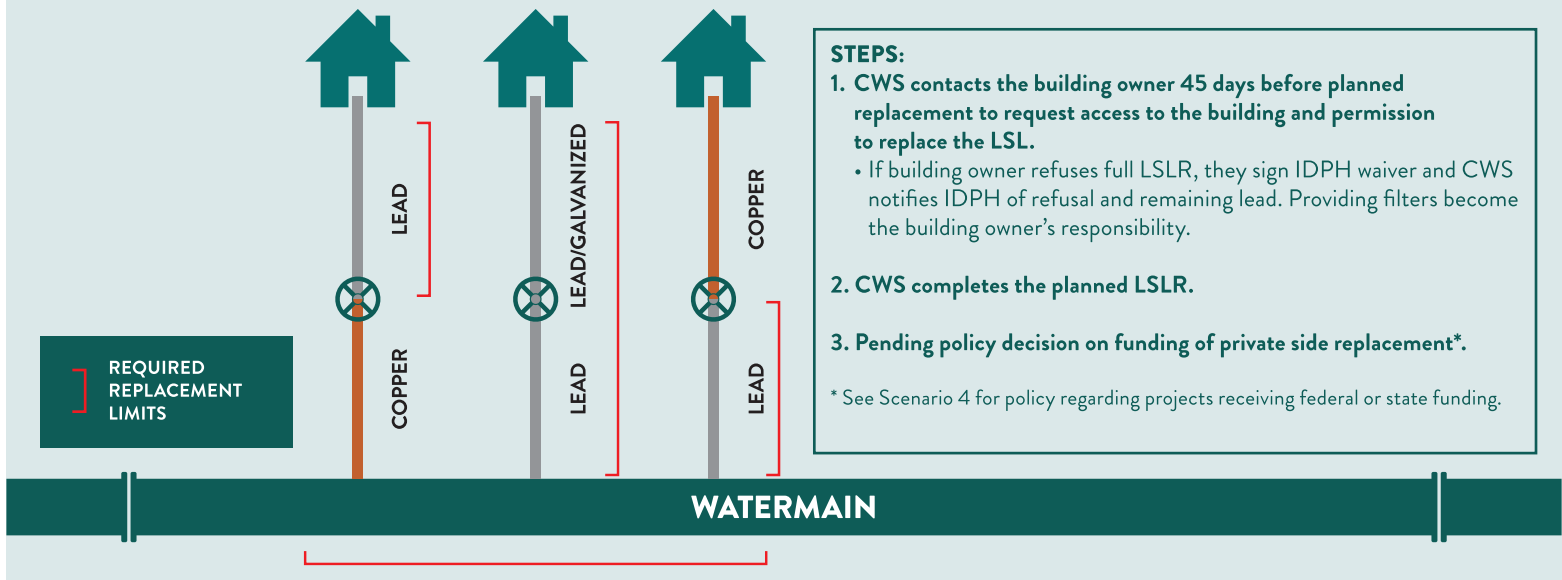 STEPS:
1. CWS contacts the building owner 45 days before planned
replacement to request access to the building and permission
to replace the LSL.
• If building owner refuses full LSLR, they sign IDPH waiver and CWS
notifies IDPH of refusal and remaining lead. Providing filters become
the building owner's responsibility.
2. CWS completes the planned LSLR.
3. Pending policy decision on funding of private side replacement*.
* See Scenario 4 for policy regarding projects receiving federal or state funding.
LEAD
COPPER
LEAD/GALVANIZED
LEAD
COPPER
LEAD
REQUIRED
REPLACEMENT
LIMITS
WATERMAIN